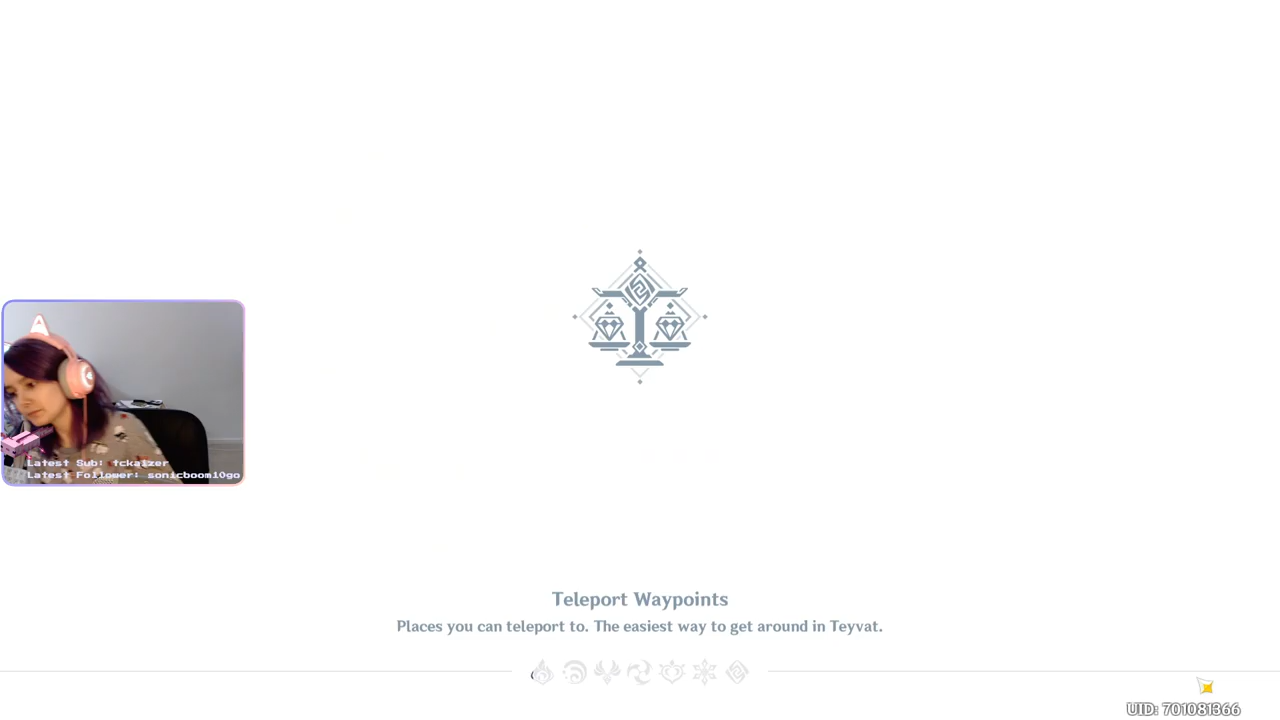 Latest Sub: fckaizer
Latest Follower: sonicboom10go
Teleport Waypoints
Places you can teleport to. The easiest way to get around in Teyvat.
UID: 701081366